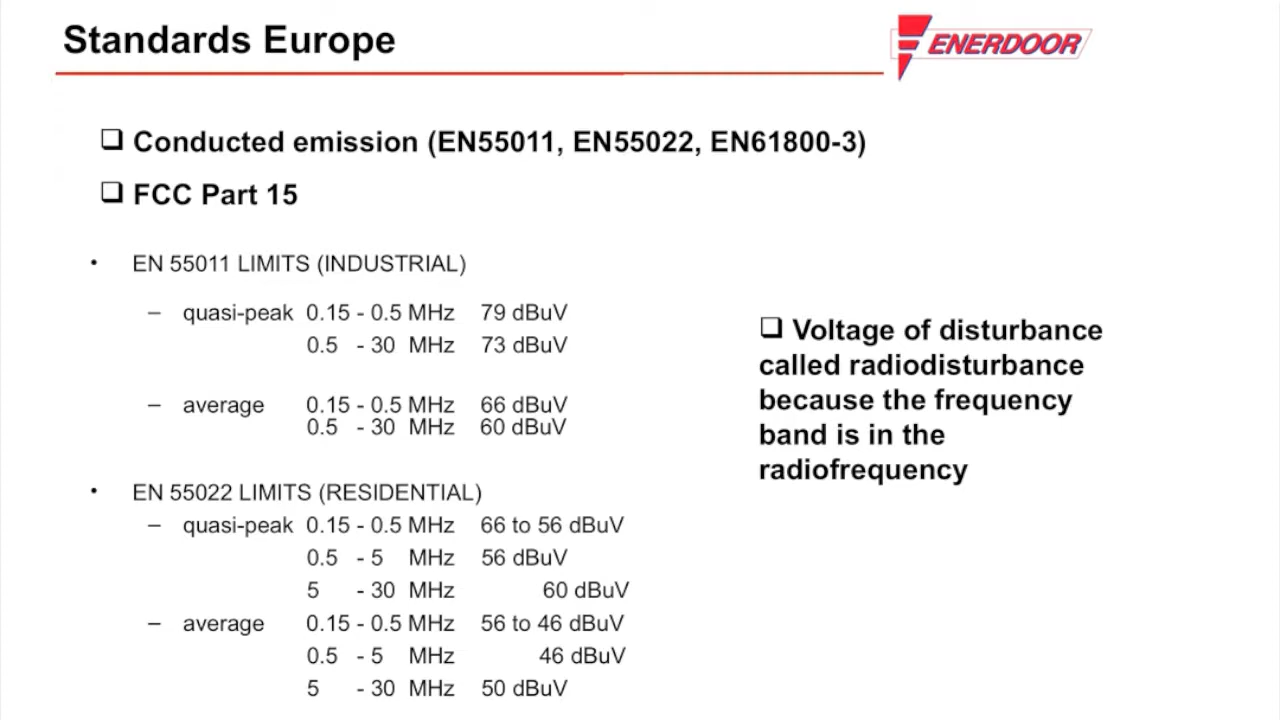 Standards Europe
ENERDOOR
❑ Conducted emission (EN55011, EN55022, EN61800-3)
❑ FCC Part 15
• EN 55011 LIMITS (INDUSTRIAL)
– quasi-peak 0.15 - 0.5 MHz 79 dBuV
0.5 - 30 MHz 73 dBuV
– average 0.15 - 0.5 MHz 66 dBuV
0.5 - 30 MHz 60 dBuV
• EN 55022 LIMITS (RESIDENTIAL)
– quasi-peak 0.15 - 0.5 MHz 66 to 56 dBuV
0.5 - 5 MHz 56 dBuV
5 - 30 MHz 60 dBuV
– average 0.15 - 0.5 MHz 56 to 46 dBuV
0.5 - 5 MHz 46 dBuV
5 - 30 MHz 50 dBuV
❑ Voltage of disturbance
called radiodisturbance
because the frequency
band is in the
radiofrequency